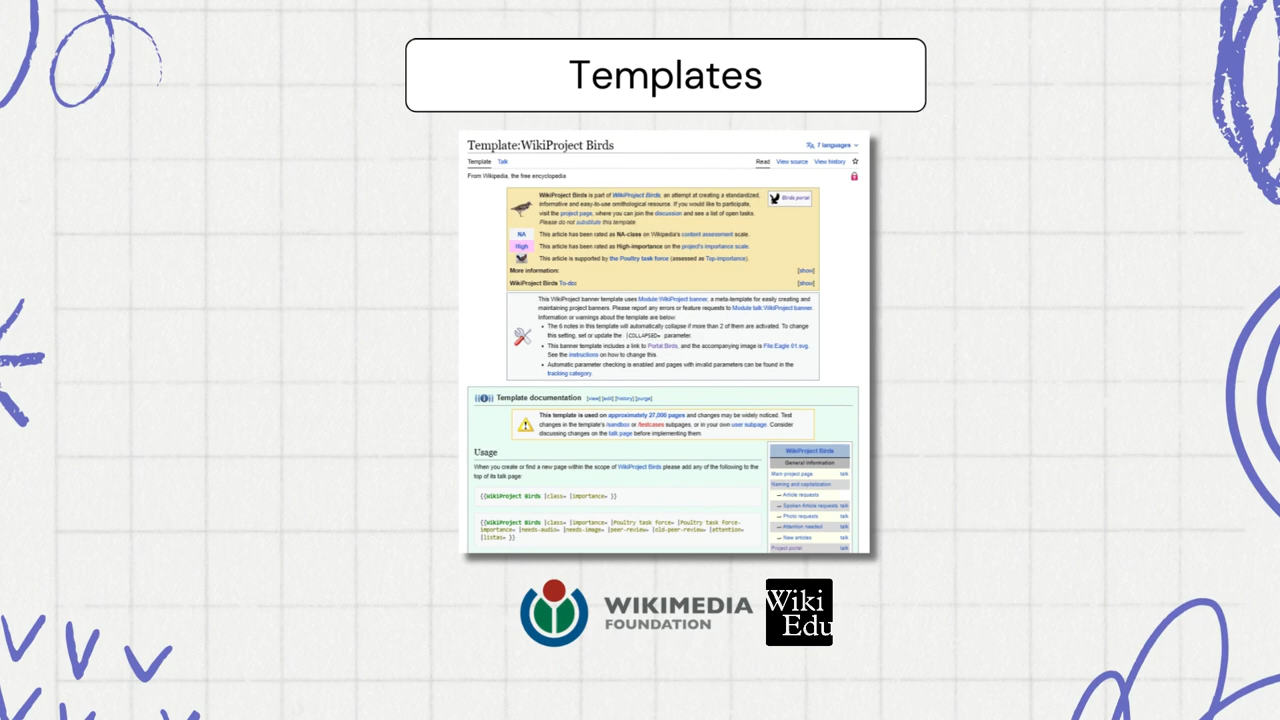 Templates
Template:WikiProject Birds
7 languages
Template Talk
Read View source View history
From Wikipedia, the free encyclopedia
WikiProject Birds is part of WikiProject Birds, an attempt at creating a standardized,
informative and easy-to-use ornithological resource. If you would like to participate,
visit the project page, where you can join the discussion and see a list of open tasks.
Please do not substitute this template.
Birds portal
NA This article has been rated as NA-class on Wikipedia's content assessment scale.
High This article has been rated as High-importance on the project's importance scale.
This article is supported by the Poultry task force (assessed as Top-importance).
More information: [show]
WikiProject Birds To-do: [show]
This WikiProject banner template uses Module:WikiProject banner, a meta-template for easily creating and
maintaining project banners. Please report any errors or feature requests to Module talk:WikiProject banner.
Information or warnings about the template are below:
• The 6 notes in this template will automatically collapse if more than 2 of them are activated. To change
this setting, set or update the |COLLAPSED= parameter.
• This banner template includes a link to Portal:Birds, and the accompanying image is File:Eagle 01.svg.
See the instructions on how to change this.
• Automatic parameter checking is enabled and pages with invalid parameters can be found in the
tracking category.
Template documentation [view] [edit] [history] [purge]
This template is used on approximately 27,000 pages and changes may be widely noticed. Test
changes in the template's /sandbox or /testcases subpages, or in your own user subpage. Consider
discussing changes on the talk page before implementing them.
Usage
When you create or find a new page within the scope of WikiProject Birds please add any of the following to the
top of its talk page:
{{WikiProject Birds |class= |importance= }}
{{WikiProject Birds |class= |importance= |Poultry task force= |Poultry task force-
importance= |needs-audio= |needs-image= |peer-review= |old-peer-review= |attention=
|listas= }}
WikiProject Birds
General information
Main project page talk
Naming and capitalization
→ Article requests
→ Spoken Article requests talk
→ Photo requests talk
→ Attention needed talk
→ New articles talk
Project portal talk
WIKIMEDIA
FOUNDATION
Wiki
Edu